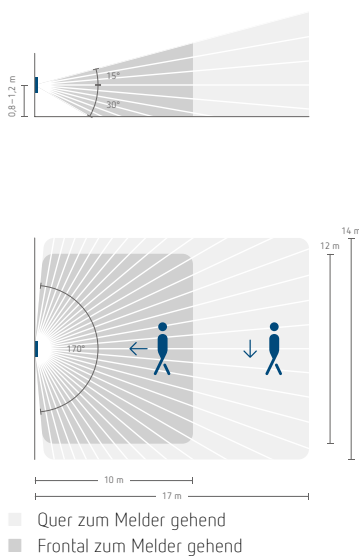 15°
30°
0,8–1,2 m
14 m
12 m
170°
10 m
17 m
Quer zum Melder gehend
Frontal zum Melder gehend